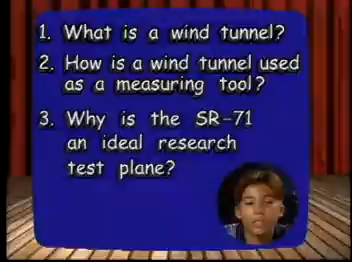 1. What is a wind tunnel?
2. How is a wind tunnel used
as a measuring tool?
3. Why is the SR-71
an ideal research
test plane?